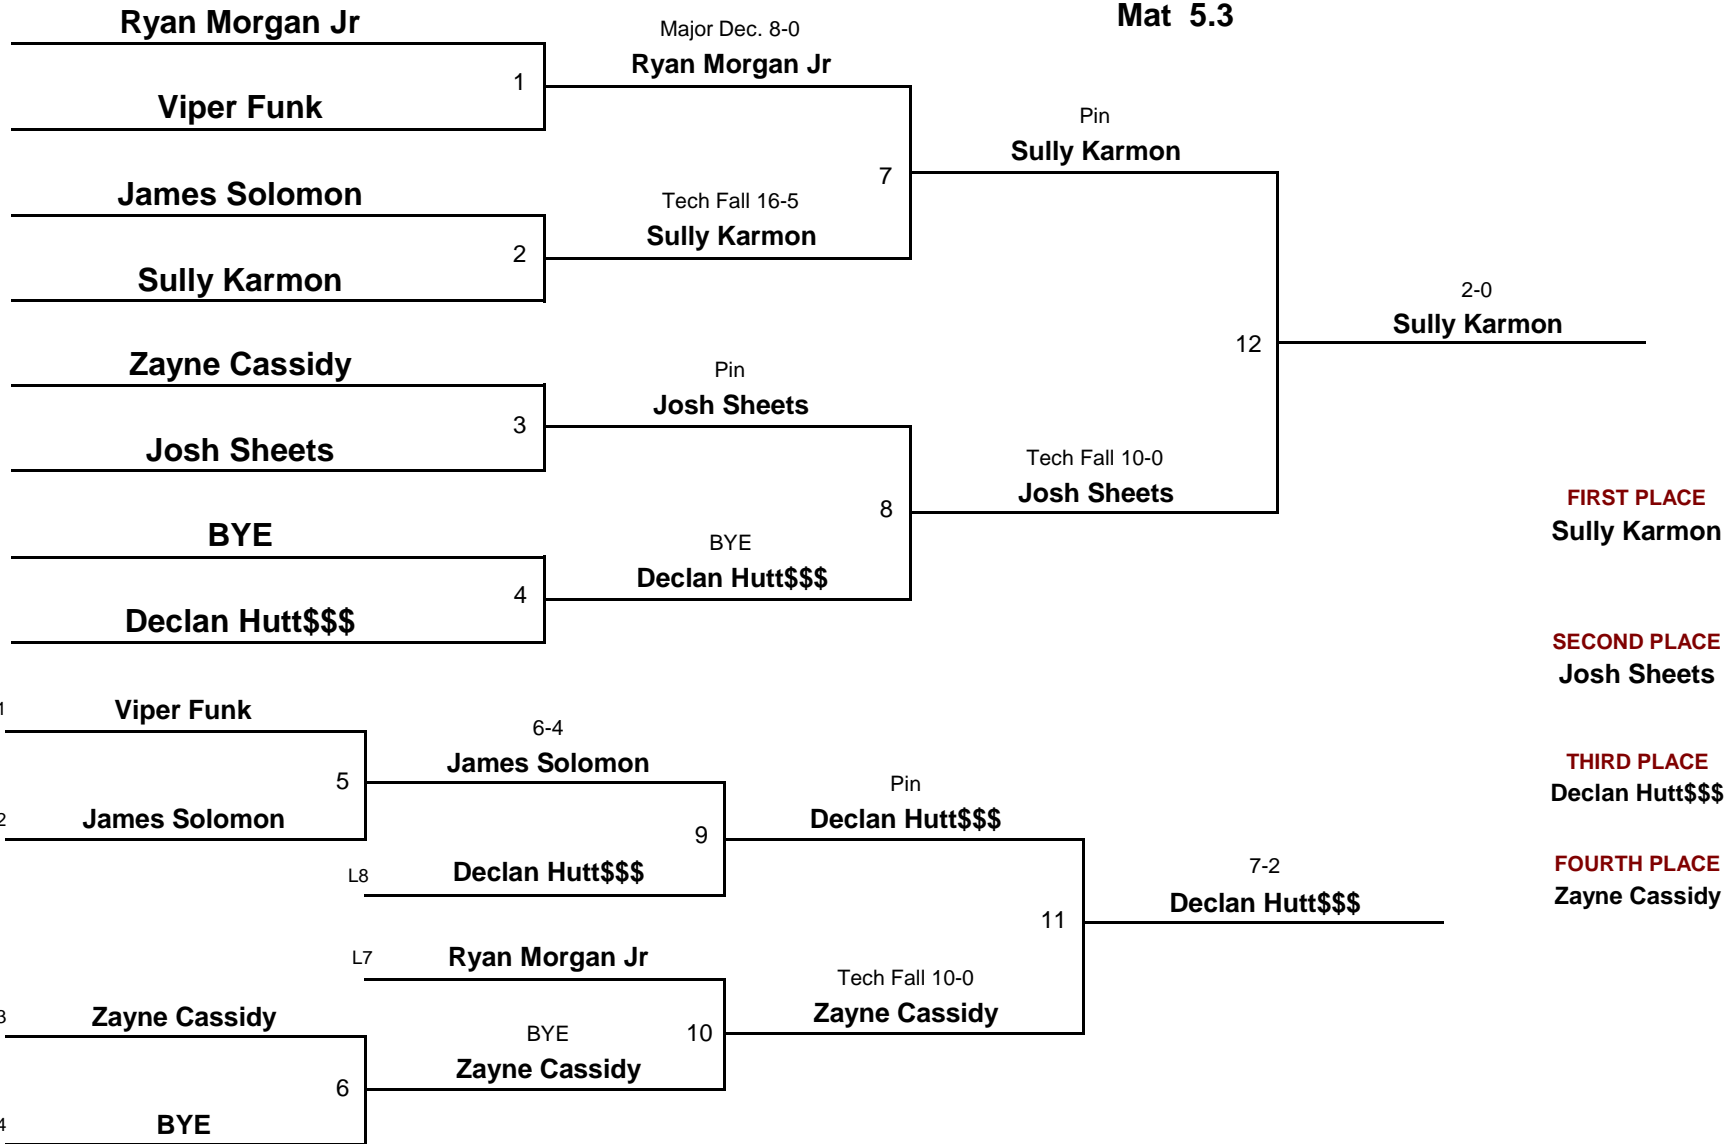 Mat 5.3
Ryan Morgan Jr
Major Dec. 8-0
Ryan Morgan Jr
1
Viper Funk
Pin
Sully Karmon
7
James Solomon
Tech Fall 16-5
Sully Karmon
2
Sully Karmon
2-0
Sully Karmon
12
Zayne Cassidy
Pin
Josh Sheets
3
Josh Sheets
Tech Fall 10-0
Josh Sheets
8
BYE
BYE
Declan Hutt$$$
4
Declan Hutt$$$
FIRST PLACE
Sully Karmon
SECOND PLACE
Josh Sheets
THIRD PLACE
Declan Hutt$$$
FOURTH PLACE
Zayne Cassidy
1
Viper Funk
6-4
James Solomon
5
2
James Solomon
Pin
Declan Hutt$$$
9
L8
Declan Hutt$$$
7-2
Declan Hutt$$$
11
L7
Ryan Morgan Jr
Tech Fall 10-0
Zayne Cassidy
10
3
Zayne Cassidy
BYE
Zayne Cassidy
6
4
BYE